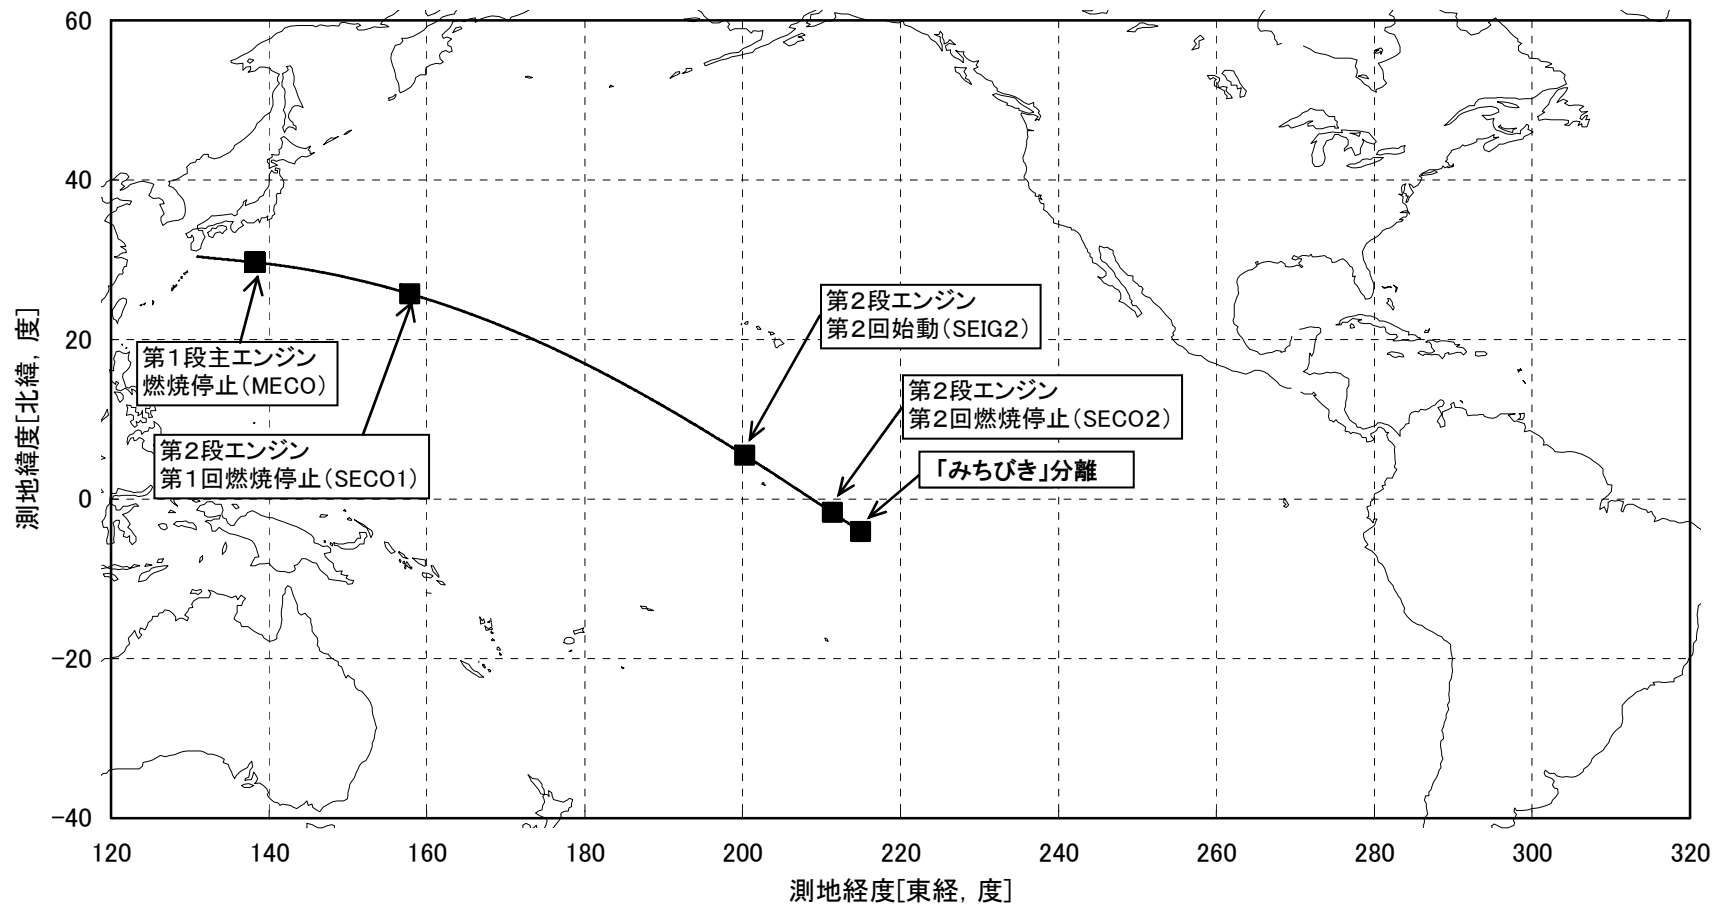 60
40
20
0
-20
-40
測地緯度[北緯, 度]
第1段主エンジン
燃焼停止(MECO)
第2段エンジン
第1回燃焼停止(SECO1)
第2段エンジン
第2回始動(SEIG2)
第2段エンジン
第2回燃焼停止(SECO2)
「みちびき」分離
120 140 160 180 200 220 240 260 280 300 320
測地経度[東経, 度]